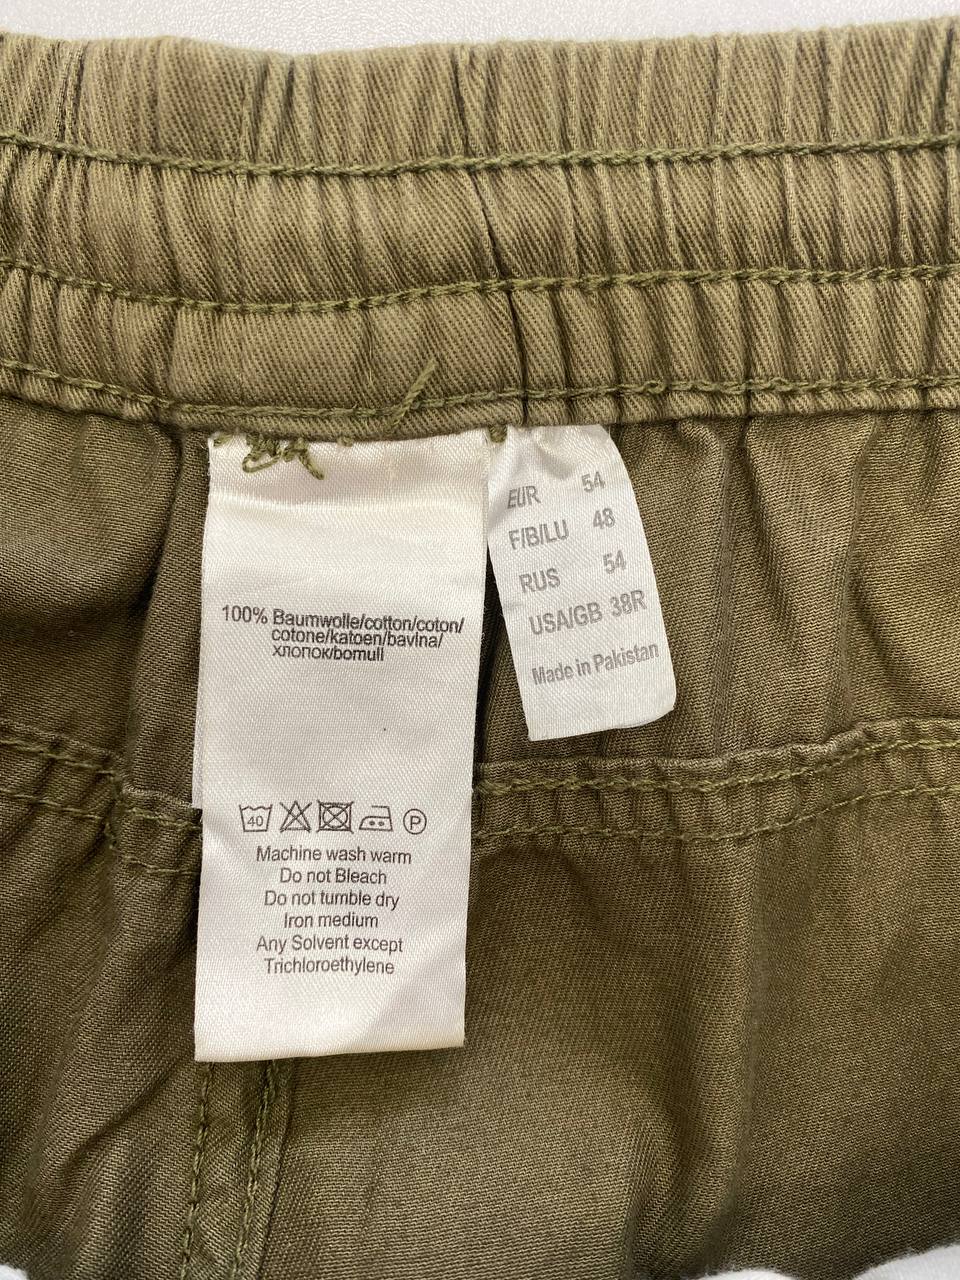 100% Baumwolle/cotton/coton/
cotone/katoen/bavlna/
хлопок/bomull
40
P
Machine wash warm
Do not Bleach
Do not tumble dry
Iron medium
Any Solvent except
Trichloroethylene
EUR 54
F/B/LU 48
RUS 54
USA/GB 38R
Made in Pakistan